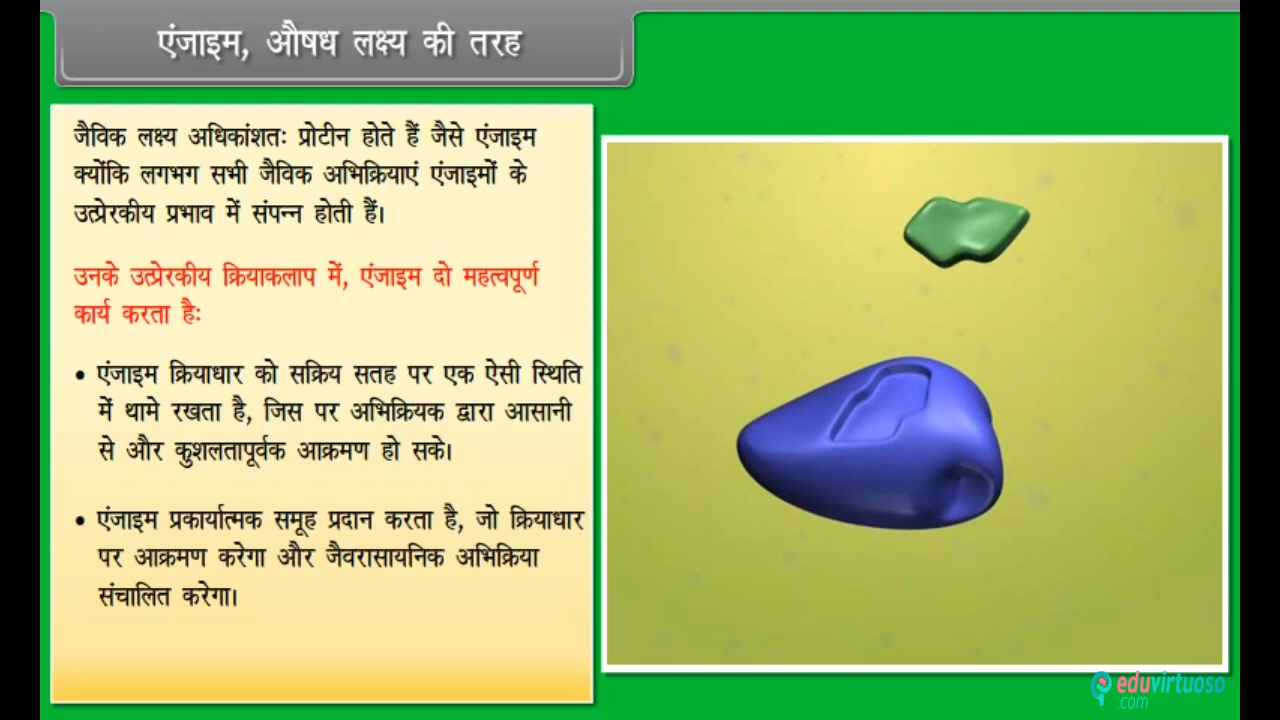 एंजाइम, औषध लक्ष्य की तरह
जैविक लक्ष्य अधिकांशतः प्रोटीन होते हैं जैसे एंजाइम
क्योंकि लगभग सभी जैविक अभिक्रियाएं एंजाइमों के
उत्प्रेरकीय प्रभाव में संपन्न होती हैं।
उनके उत्प्रेरकीय क्रियाकलाप में, एंजाइम दो महत्वपूर्ण
कार्य करता हैः
• एंजाइम क्रियाधार को सक्रिय सतह पर एक ऐसी स्थिति
में थामे रखता है, जिस पर अभिक्रियक द्वारा आसानी
से और कुशलतापूर्वक आक्रमण हो सके।
• एंजाइम प्रकार्यात्मक समूह प्रदान करता है, जो क्रियाधार
पर आक्रमण करेगा और जैवरासायनिक अभिक्रिया
संचालित करेगा।
eduvirtuoso
.com